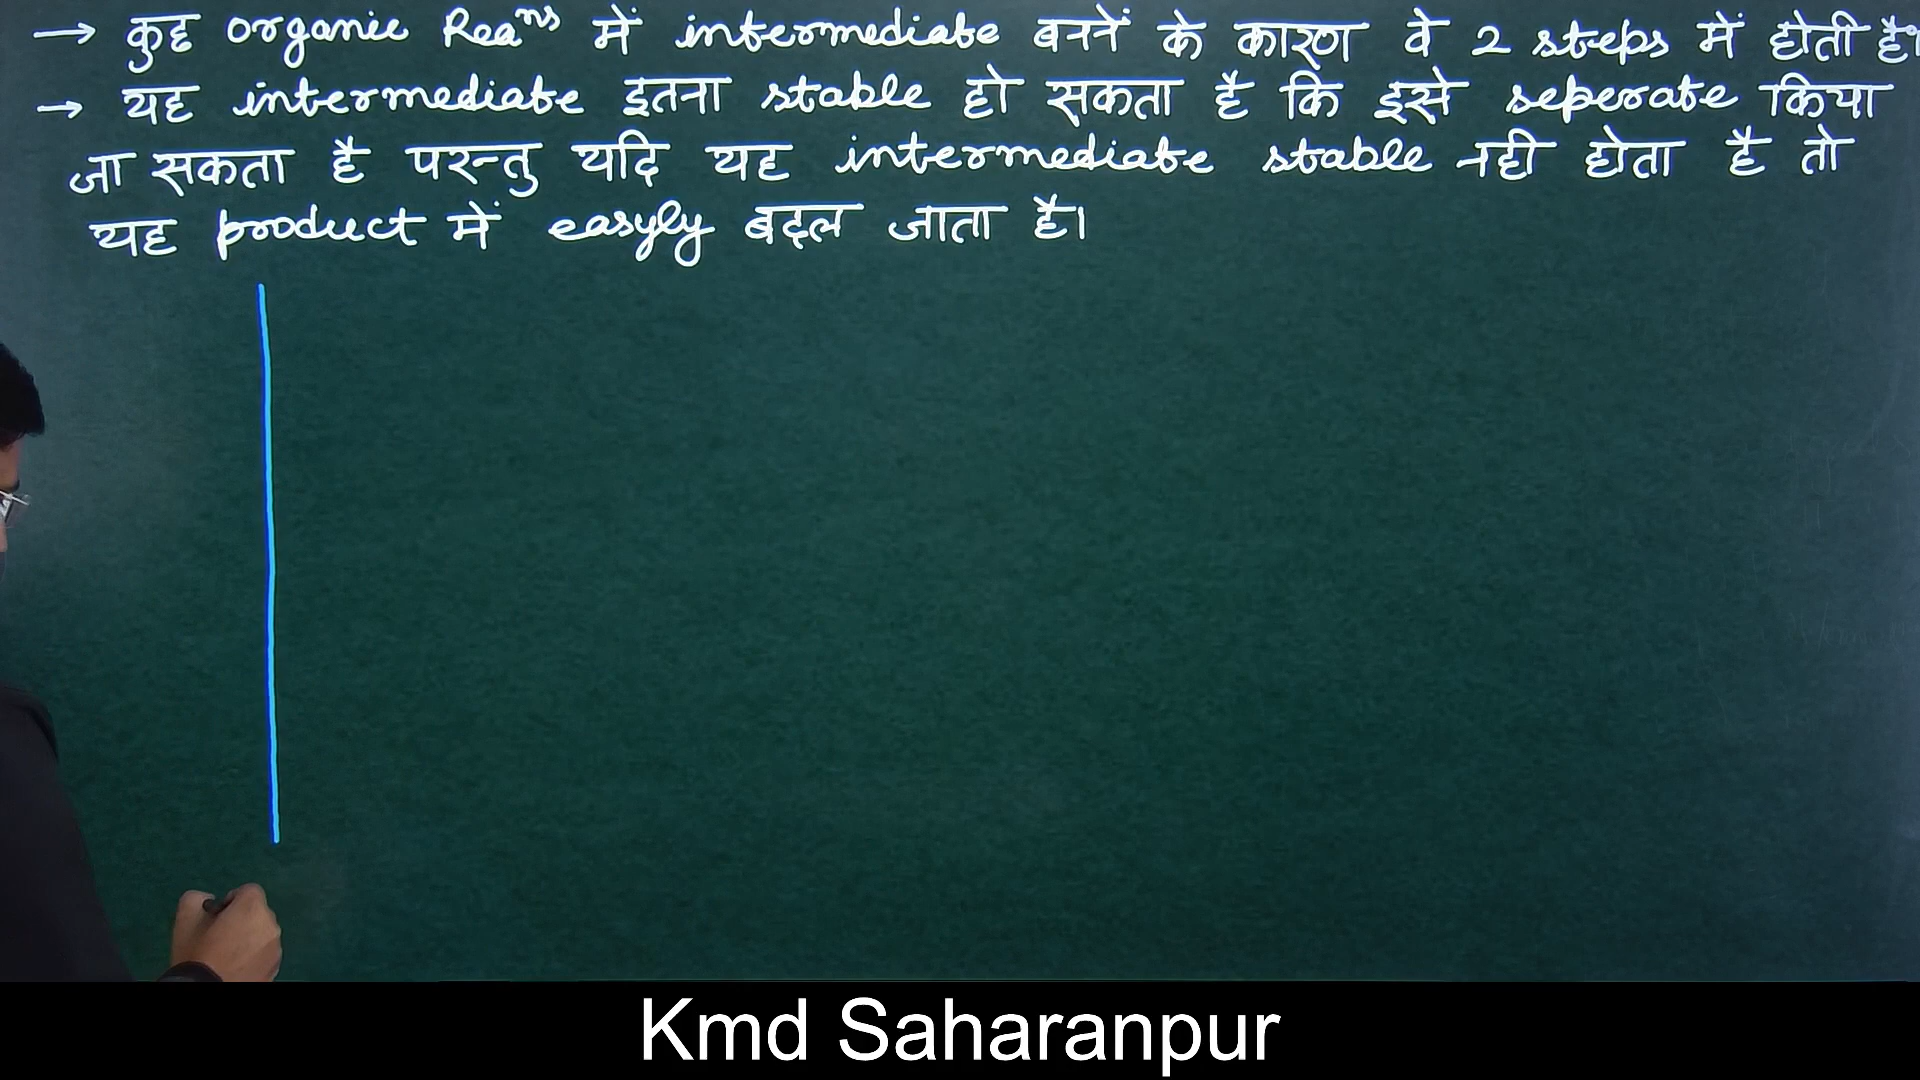 → कुछ organic Reaⁿˢ में intermediate बननें के कारण वे 2 steps में होती है।
→ यह intermediate इतना stable हो सकता है कि इसे seperate किया
जा सकता है परन्तु यदि यह intermediate stable नही होता है तो
यह product में easyly बदल जाता है।
Kmd Saharanpur